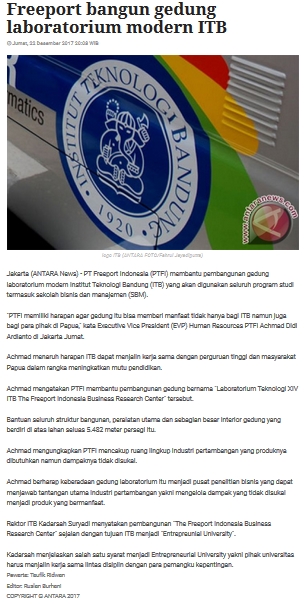 Freeport bangun gedung
laboratorium modern ITB
Jumat, 22 Desember 2017 20:08 WIB
matics
INSTITUT TEKNOLOGI BANDUNG
1920
www.antaranews.com
logo ITB (ANTARA FOTO/Fahrul Jayadiputra)
Jakarta (ANTARA News) - PT Freeport Indonesia (PTFI) membantu pembangunan gedung
laboratorium modern Institut Teknologi Bandung (ITB) yang akan digunakan seluruh program studi
termasuk sekolah bisnis dan manajemen (SBM).
"PTFI memiliki harapan agar gedung itu bisa memberi manfaat tidak hanya bagi ITB namun juga
bagi para pihak di Papua," kata Executive Vice President (EVP) Human Resources PTFI Achmad Didi
Ardianto di Jakarta Jumat.
Achmad menaruh harapan ITB dapat menjalin kerja sama dengan perguruan tinggi dan masyarakat
Papua dalam rangka meningkatkan mutu pendidikan.
Achmad mengatakan PTFI membantu pembangunan gedung bernama "Laboratorium Teknologi XIV
ITB The Freeport Indonesia Business Research Center" tersebut.
Bantuan seluruh struktur bangunan, peralatan utama dan sebagian besar interior gedung yang
berdiri di atas lahan seluas 5.482 meter persegi itu.
Achmad mengungkapkan PTFI mencakup ruang lingkup industri pertambangan yang produknya
dibutuhkan namun dampaknya tidak disukai.
Achmad berharap keberadaan gedung laboratorium itu menjadi pusat penelitian bisnis yang dapat
menjawab tantangan utama industri pertambangan yakni mengelola dampak yang tidak disukai
menjadi produk yang bermanfaat.
Rektor ITB Kadarsah Suryadi menyatakan pembangunan "The Freeport Indonesia Business
Research Center" sejalan dengan tujuan ITB menjadi "Entrepreunial University".
Kadarsah menjelaskan salah satu syarat menjadi Entrepreneurial University yakni pihak universitas
harus menjalin kerja sama lintas disiplin dengan para pemangku kepentingan.
Pewarta: Taufik Ridwan
Editor: Ruslan Burhani
COPYRIGHT © ANTARA 2017